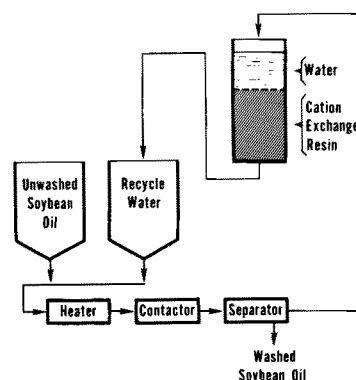 Water
Cation
Exchange
Resin
Unwashed
Soybean
Oil
Recycle
Water
Heater
Contactor
Separator
Washed
Soybean Oil